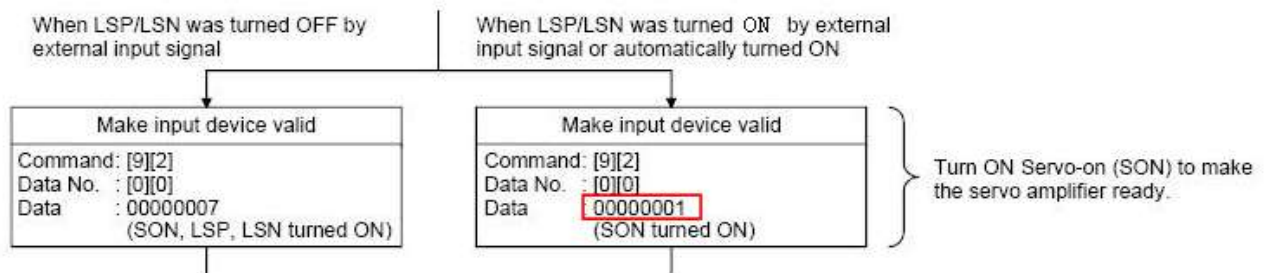 When LSP/LSN was turned OFF by
external input signal
When LSP/LSN was turned ON by external
input signal or automatically turned ON
Make input device valid
Command: [9][2]
Data No. : [0][0]
Data : 00000007
(SON, LSP, LSN turned ON)
Make input device valid
Command: [9][2]
Data No. : [0][0]
Data 00000001
(SON turned ON)
Turn ON Servo-on (SON) to make
the servo amplifier ready.